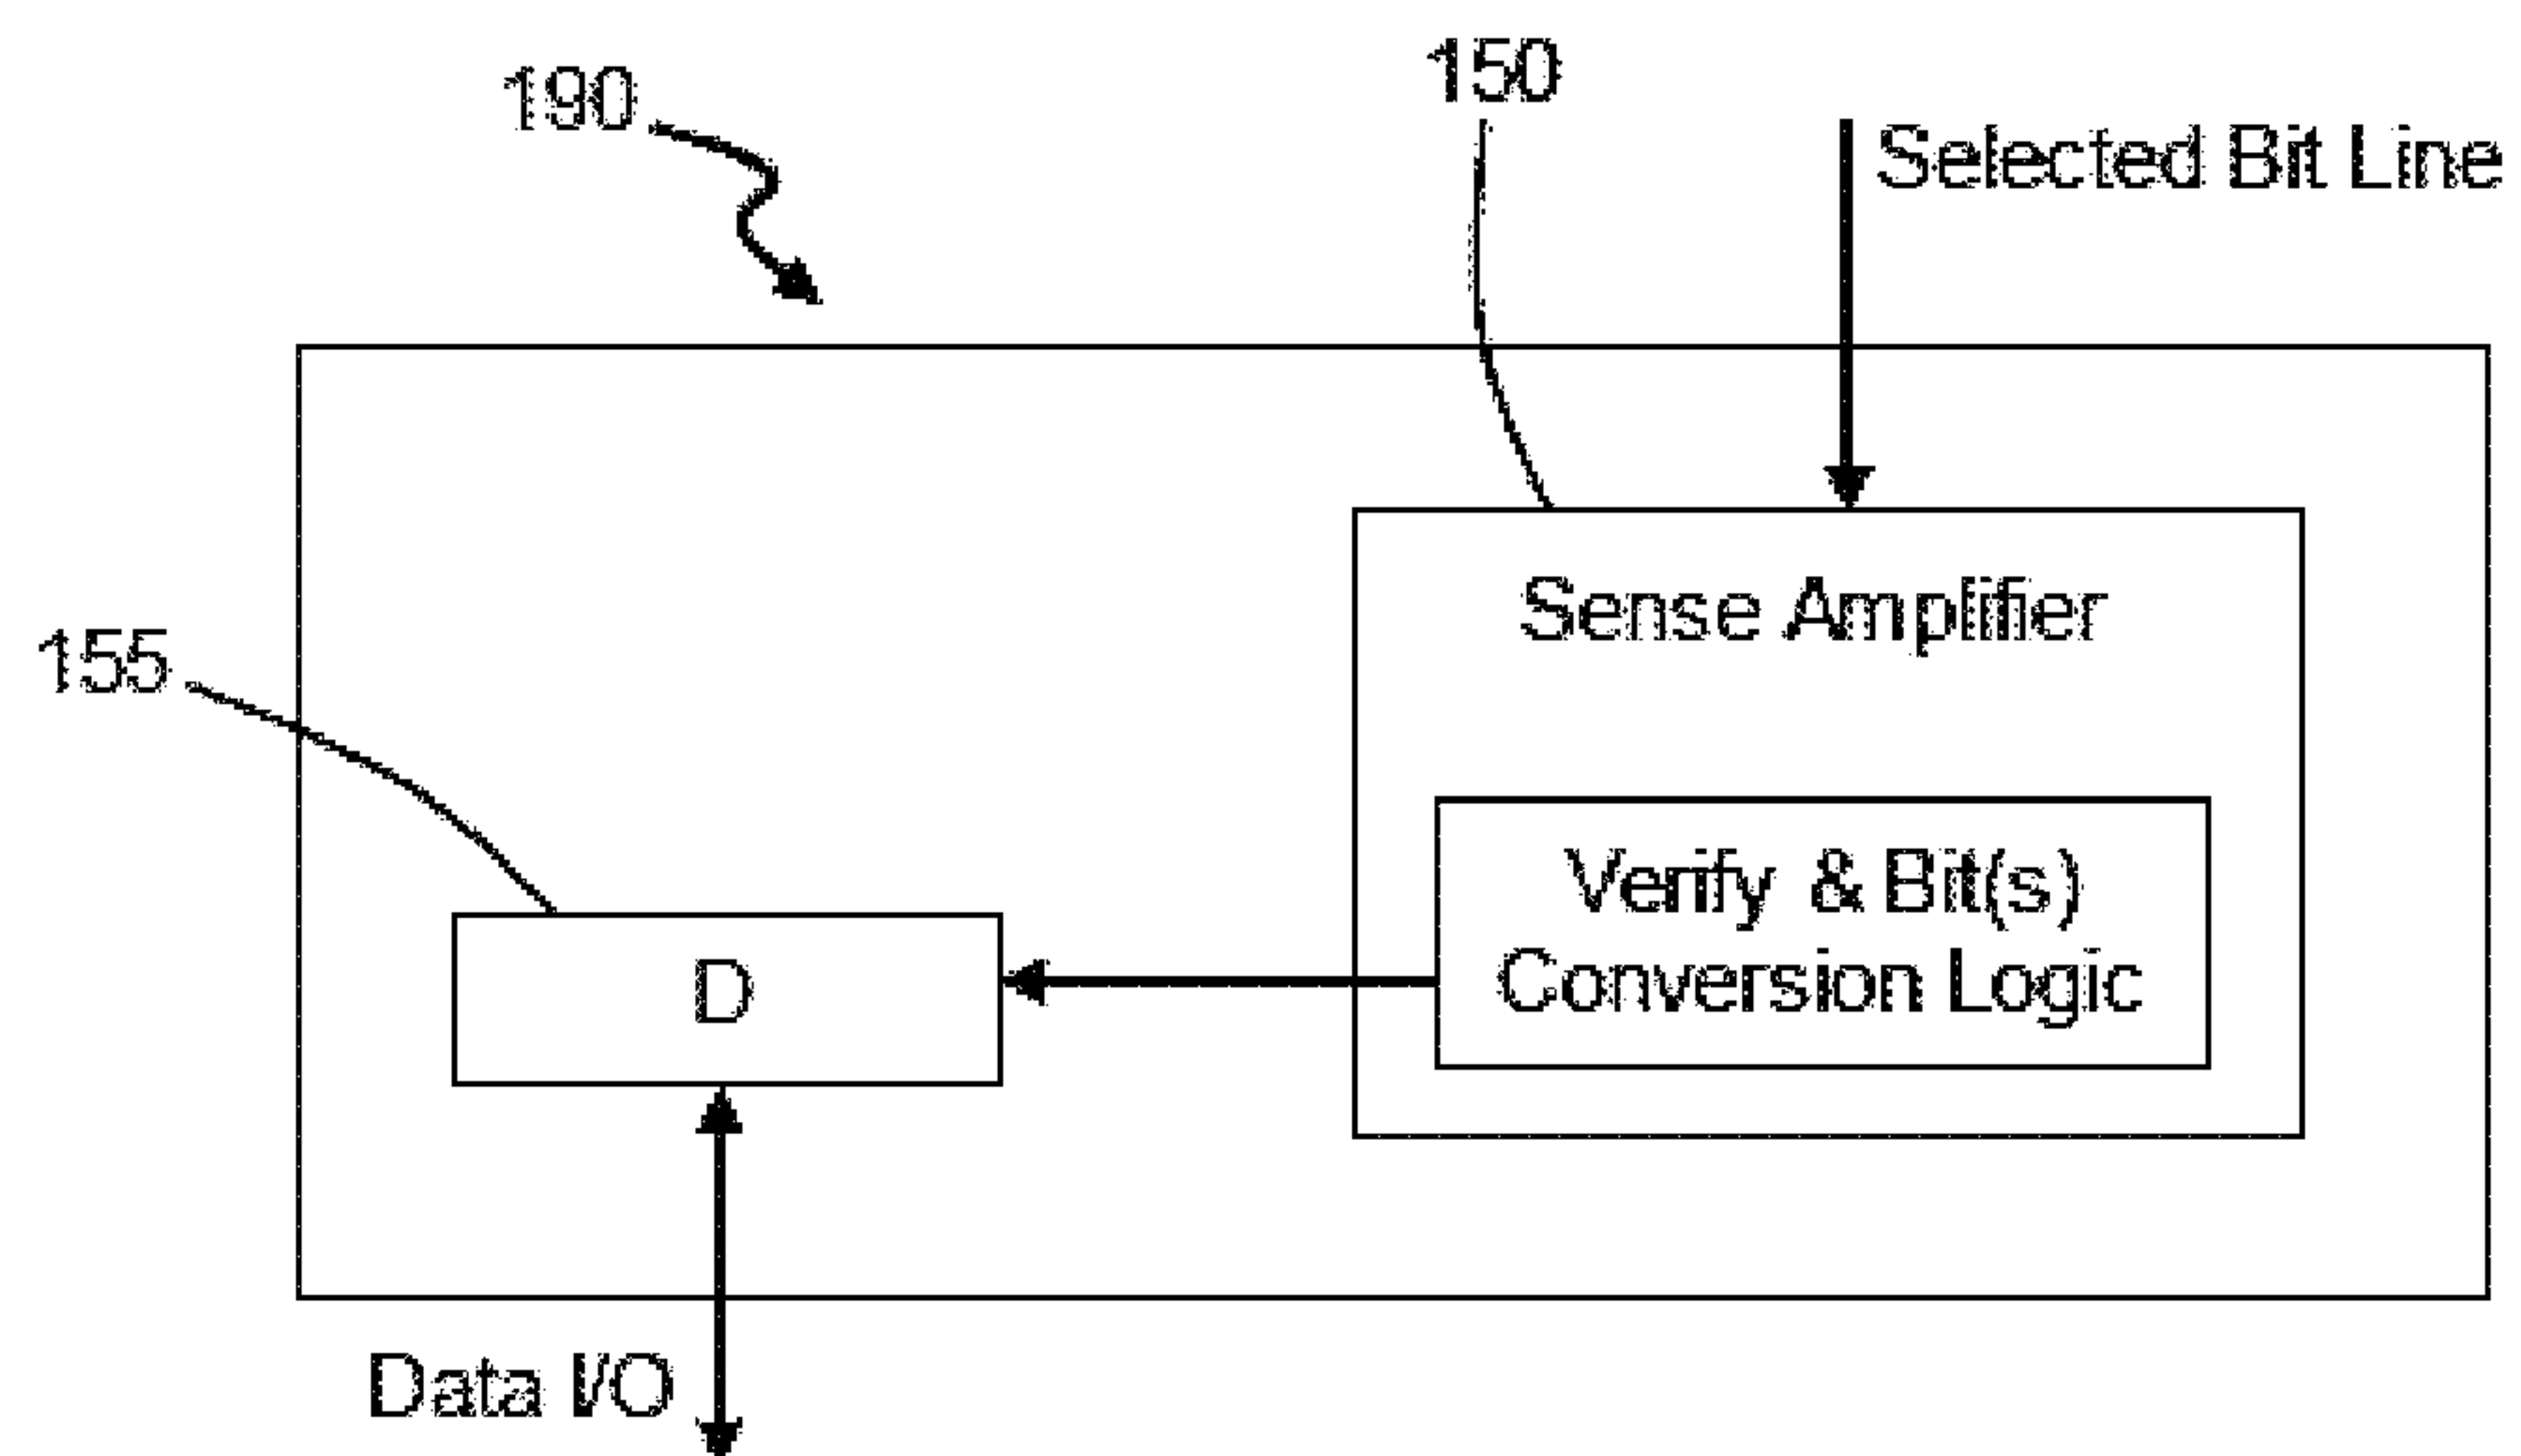 190
150
Selected Bit Line
Sense Amplifier
155
Verify & Bit(s)
Conversion Logic
D
Data I/O